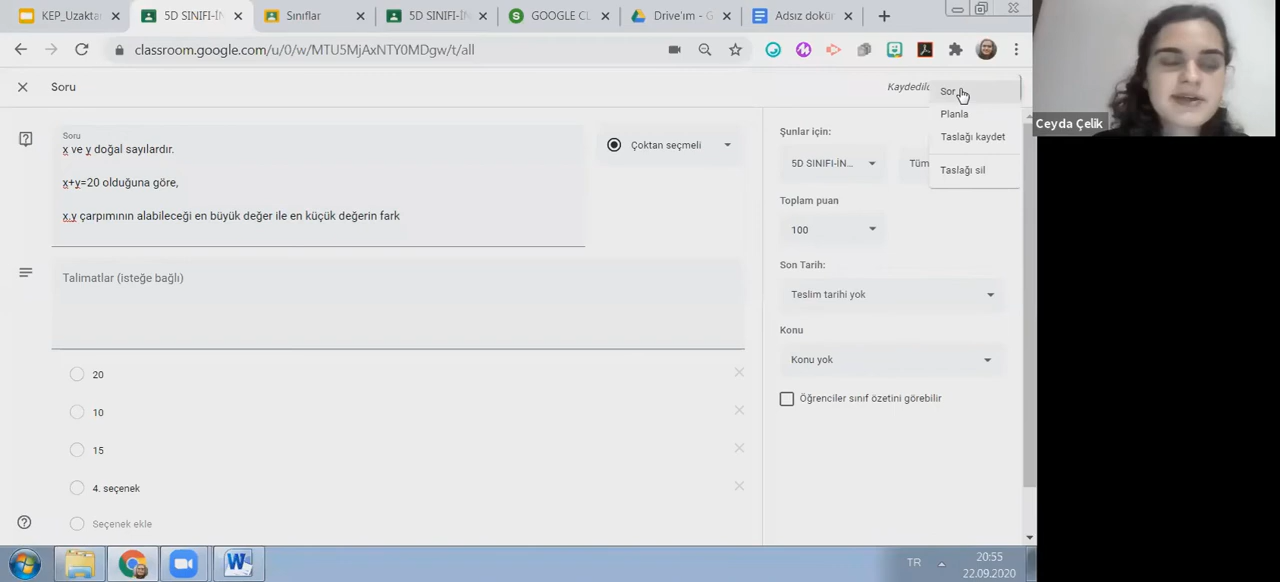 KEP_Uzakta
5D SINIFI-İN
Sınıflar
5D SINIFI-İN
GOOGLE CL
Drive'ım - G
Adsız dokü
classroom.google.com/u/0/w/MTU5MjAxNTY0MDgw/t/all
Soru
Kaydedild
Planla
Taslağı kaydet
Taslağı sil
Ceyda Çelik
Soru
x ve y doğal sayılardır.
x+y=20 olduğuna göre,
x.y çarpımının alabileceği en büyük değer ile en küçük değerin fark
Çoktan seçmeli
Şunlar için:
5D SINIFI-İN...
Tüm
Toplam puan
100
Talimatlar (isteğe bağlı)
Son Tarih:
Teslim tarihi yok
Konu
Konu yok
Öğrenciler sınıf özetini görebilir
20
10
15
4. seçenek
Seçenek ekle
TR
20:55
22.09.2020